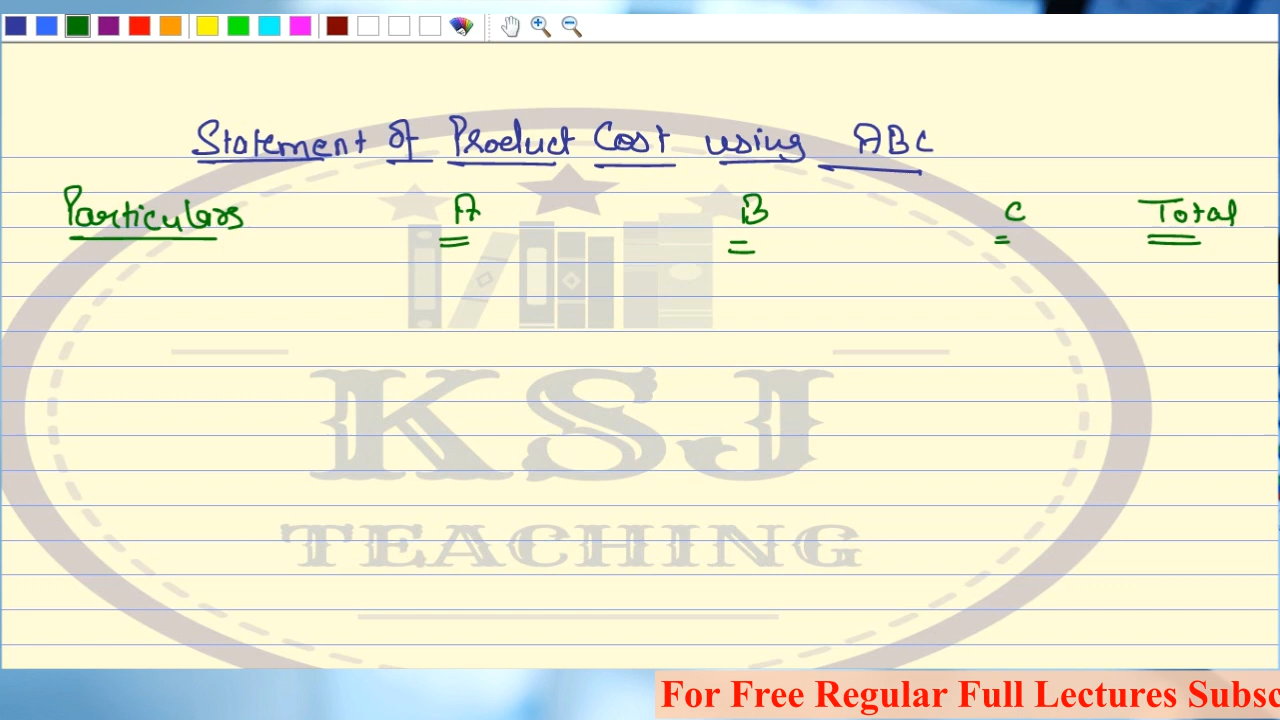 Statement of Product Cost using ABC
Particulars A B C Total
KSJ
TEACHING
For Free Regular Full Lectures Subsc